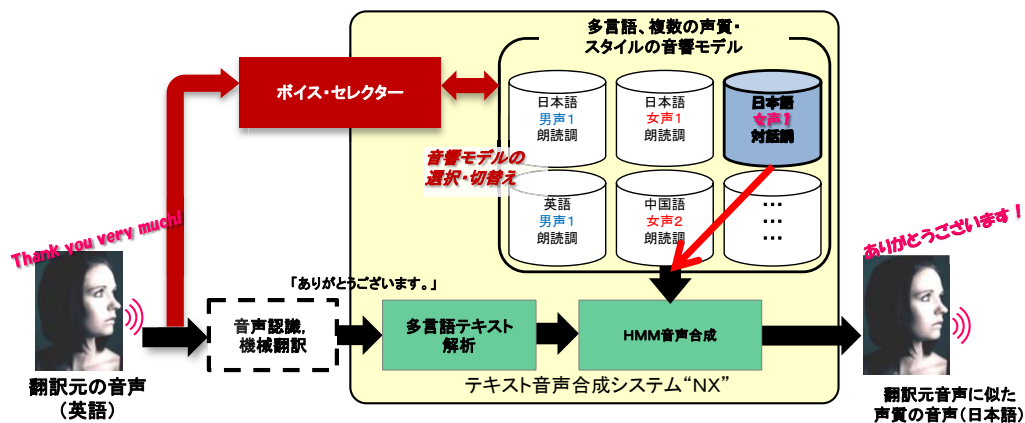 多言語、複数の声質・
スタイルの音響モデル
ボイス・セレクター
日本語
男声1
朗読調
日本語
女声1
朗読調
日本語
女声1
対話調
音響モデルの
選択・切替え
英語
男声1
朗読調
中国語
女声2
朗読調
…
…
…
Thank you very much!
ありがとうございます！
「ありがとうございます。」
音声認識,
機械翻訳
多言語テキスト
解析
HMM音声合成
テキスト音声合成システム“NX”
翻訳元の音声
（英語）
翻訳元音声に似た
声質の音声（日本語）